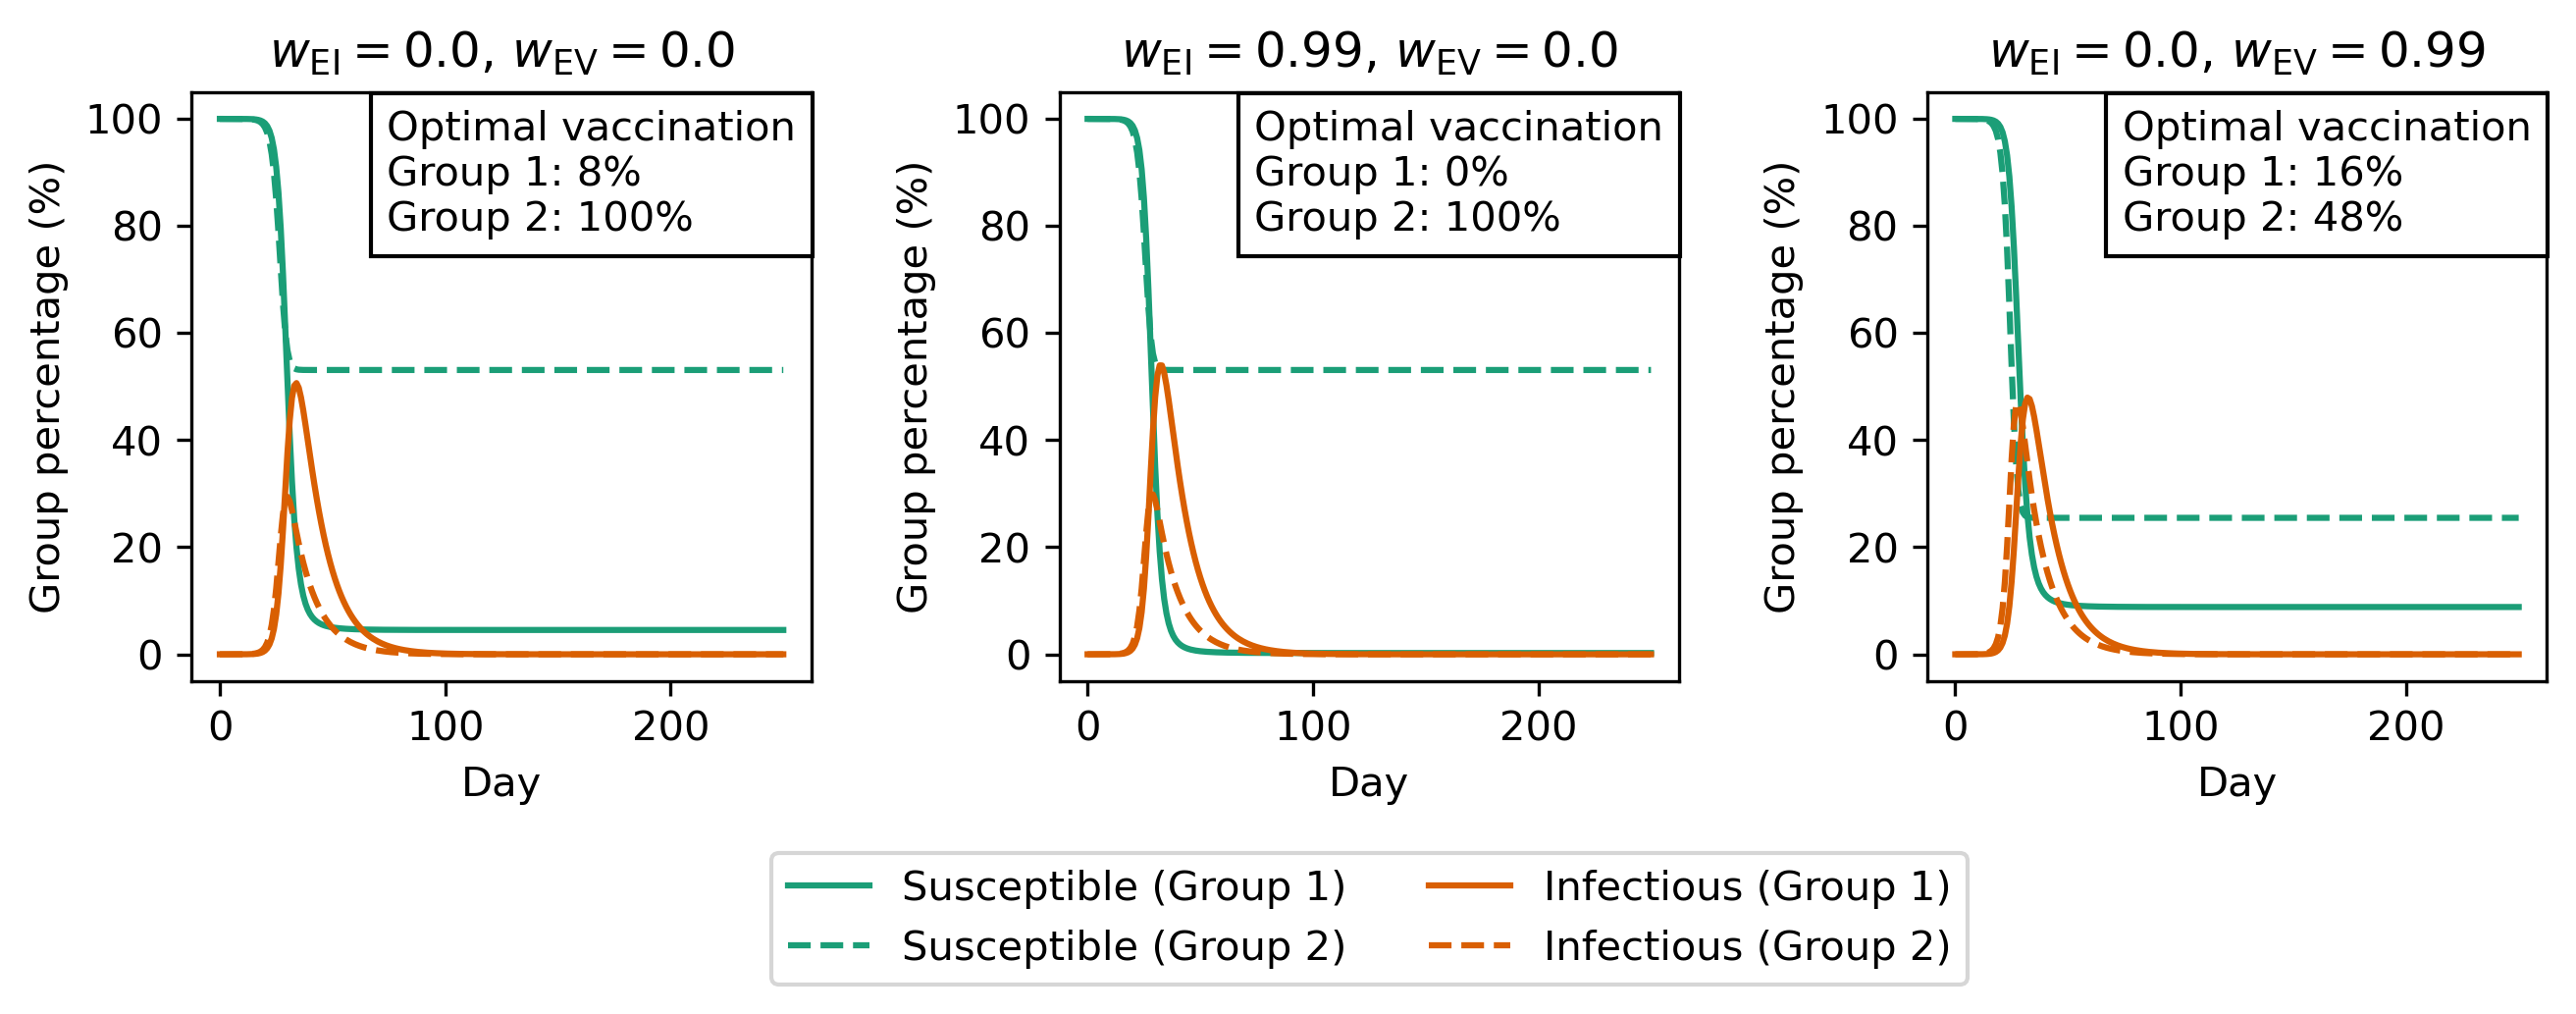 w_EI = 0.0, w_EV = 0.0
Optimal vaccination
Group 1: 8%
Group 2: 100%
Group percentage (%)
100
80
60
40
20
0
0 100 200
Day
w_EI = 0.99, w_EV = 0.0
Optimal vaccination
Group 1: 0%
Group 2: 100%
Group percentage (%)
100
80
60
40
20
0
0 100 200
Day
w_EI = 0.0, w_EV = 0.99
Optimal vaccination
Group 1: 16%
Group 2: 48%
Group percentage (%)
100
80
60
40
20
0
0 100 200
Day
Susceptible (Group 1)
Susceptible (Group 2)
Infectious (Group 1)
Infectious (Group 2)